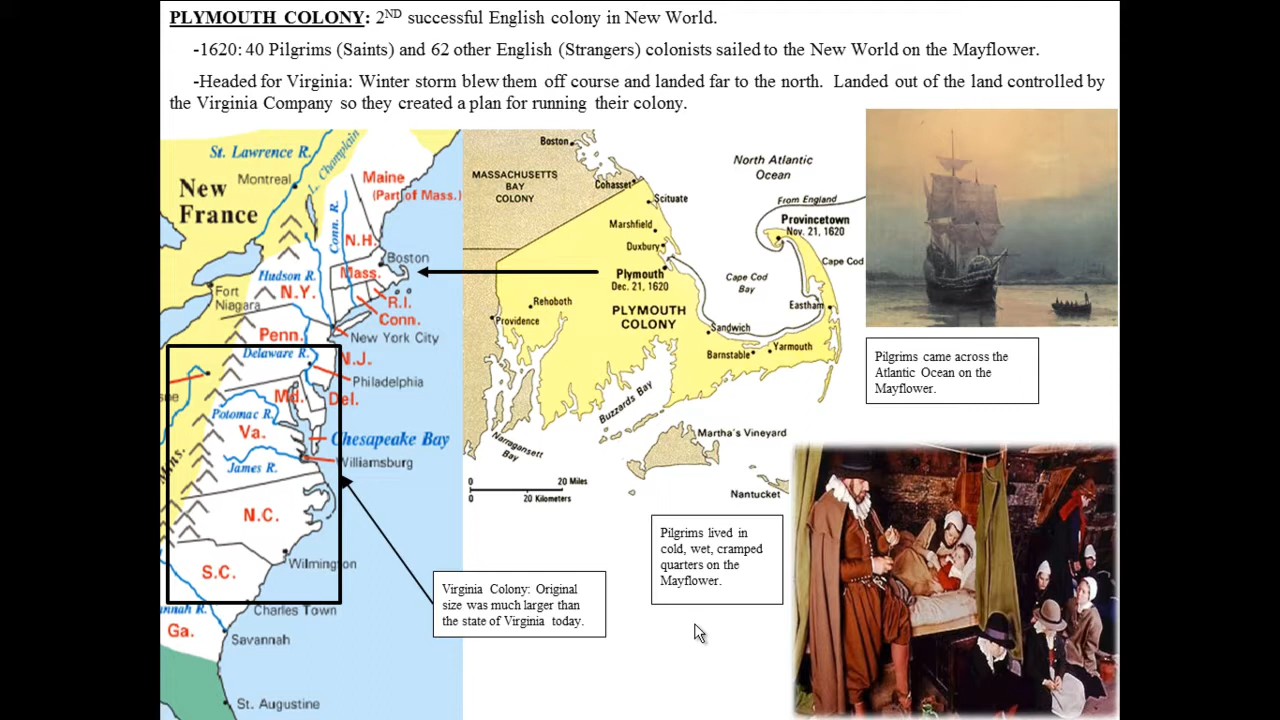 PLYMOUTH COLONY: 2ND successful English colony in New World.
-1620: 40 Pilgrims (Saints) and 62 other English (Strangers) colonists sailed to the New World on the Mayflower.
-Headed for Virginia: Winter storm blew them off course and landed far to the north. Landed out of the land controlled by
the Virginia Company so they created a plan for running their colony.
St. Lawrence R.
Montreal
L. Champlain
New
France
Maine
(Part of Mass.)
Conn. R.
N.H.
Boston
Hudson R.
Mass.
Fort
Niagara
N.Y.
R.I.
Conn.
Penn.
New York City
Delaware R.
N.J.
Philadelphia
Md.
Del.
Potomac R.
Va.
Chesapeake Bay
Williamsburg
James R.
N.C.
Wilmington
S.C.
Charles Town
Ga.
Savannah
St. Augustine
Boston
MASSACHUSETTS
BAY
COLONY
Cohasset
Scituate
Marshfield
Duxbury
Plymouth
Dec. 21, 1620
PLYMOUTH
COLONY
Rehoboth
Providence
North Atlantic
Ocean
From England
Provincetown
Nov. 21, 1620
Cape Cod
Cape Cod
Bay
Eastham
Sandwich
Barnstable
Yarmouth
Buzzards Bay
Narragansett
Bay
Martha's Vineyard
Nantucket
0 20 Miles
0 20 Kilometers
Pilgrims came across the
Atlantic Ocean on the
Mayflower.
Pilgrims lived in
cold, wet, cramped
quarters on the
Mayflower.
Virginia Colony: Original
size was much larger than
the state of Virginia today.